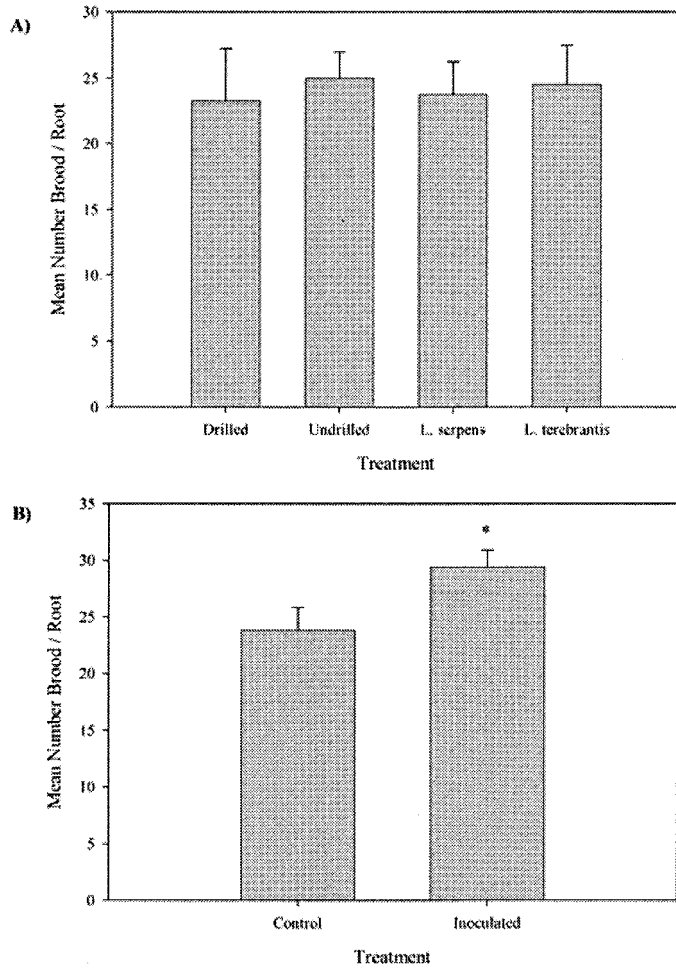 A)
30
25
20
15
10
5
0
Mean Number Brood / Root
Drilled Undrilled L. serpens L. terebrantis
Treatment
B)
35
30
25
20
15
10
5
0
Mean Number Brood / Root
*
Control Inoculated
Treatment